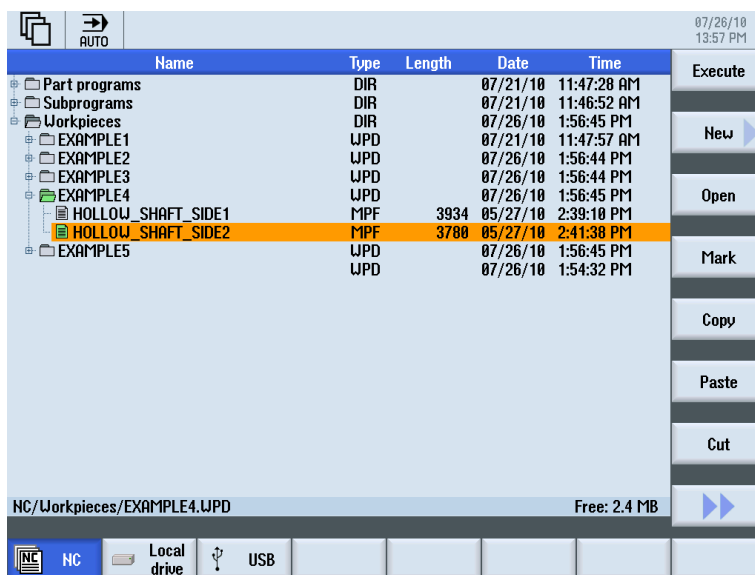 AUTO
07/26/10
13:57 PM
Name Type Length Date Time
Part programs DIR 07/21/10 11:47:28 AM
Subprograms DIR 07/21/10 11:46:52 AM
Workpieces DIR 07/26/10 1:56:45 PM
EXAMPLE1 WPD 07/21/10 11:47:57 AM
EXAMPLE2 WPD 07/26/10 1:56:44 PM
EXAMPLE3 WPD 07/26/10 1:56:44 PM
EXAMPLE4 WPD 07/26/10 1:56:45 PM
HOLLOW_SHAFT_SIDE1 MPF 3934 05/27/10 2:39:10 PM
HOLLOW_SHAFT_SIDE2 MPF 3780 05/27/10 2:41:38 PM
EXAMPLE5 WPD 07/26/10 1:56:45 PM
WPD 07/26/10 1:54:32 PM
NC/Workpieces/EXAMPLE4.WPD Free: 2.4 MB
Execute
New
Open
Mark
Copy
Paste
Cut
NC NC
Local drive
USB